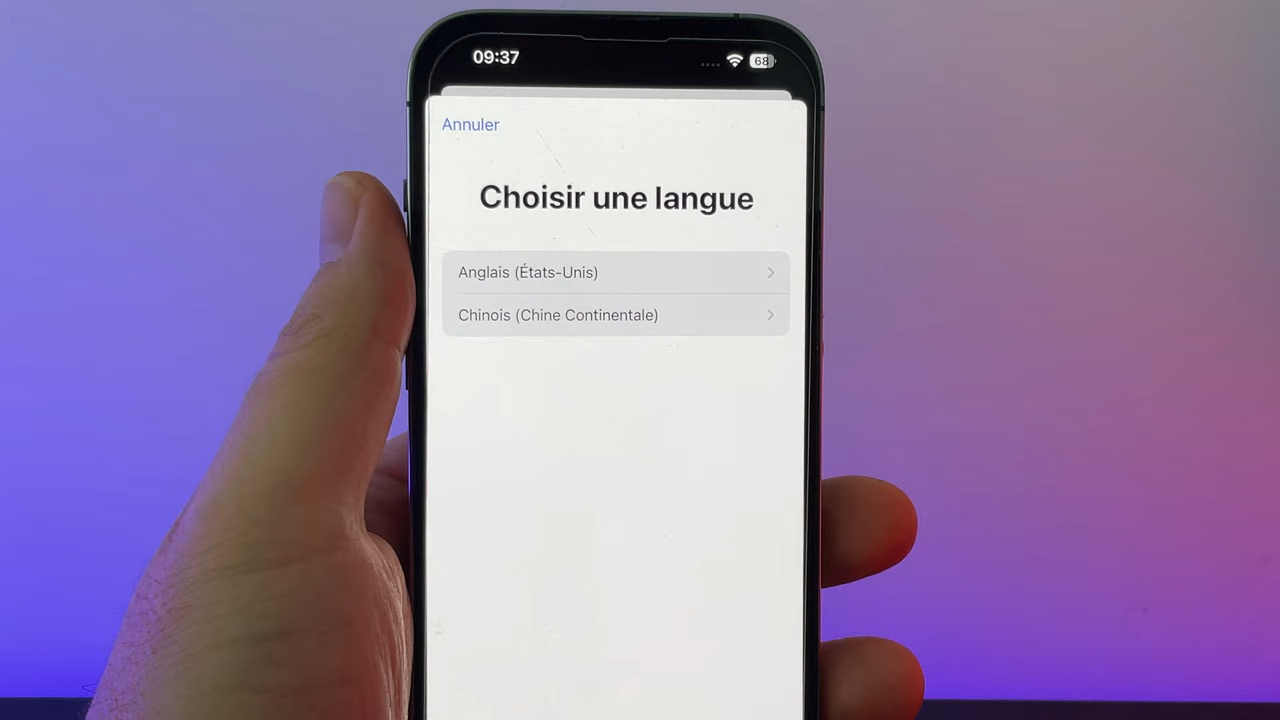 09:37
68
Annuler
Choisir une langue
Anglais (États-Unis)
Chinois (Chine Continentale)